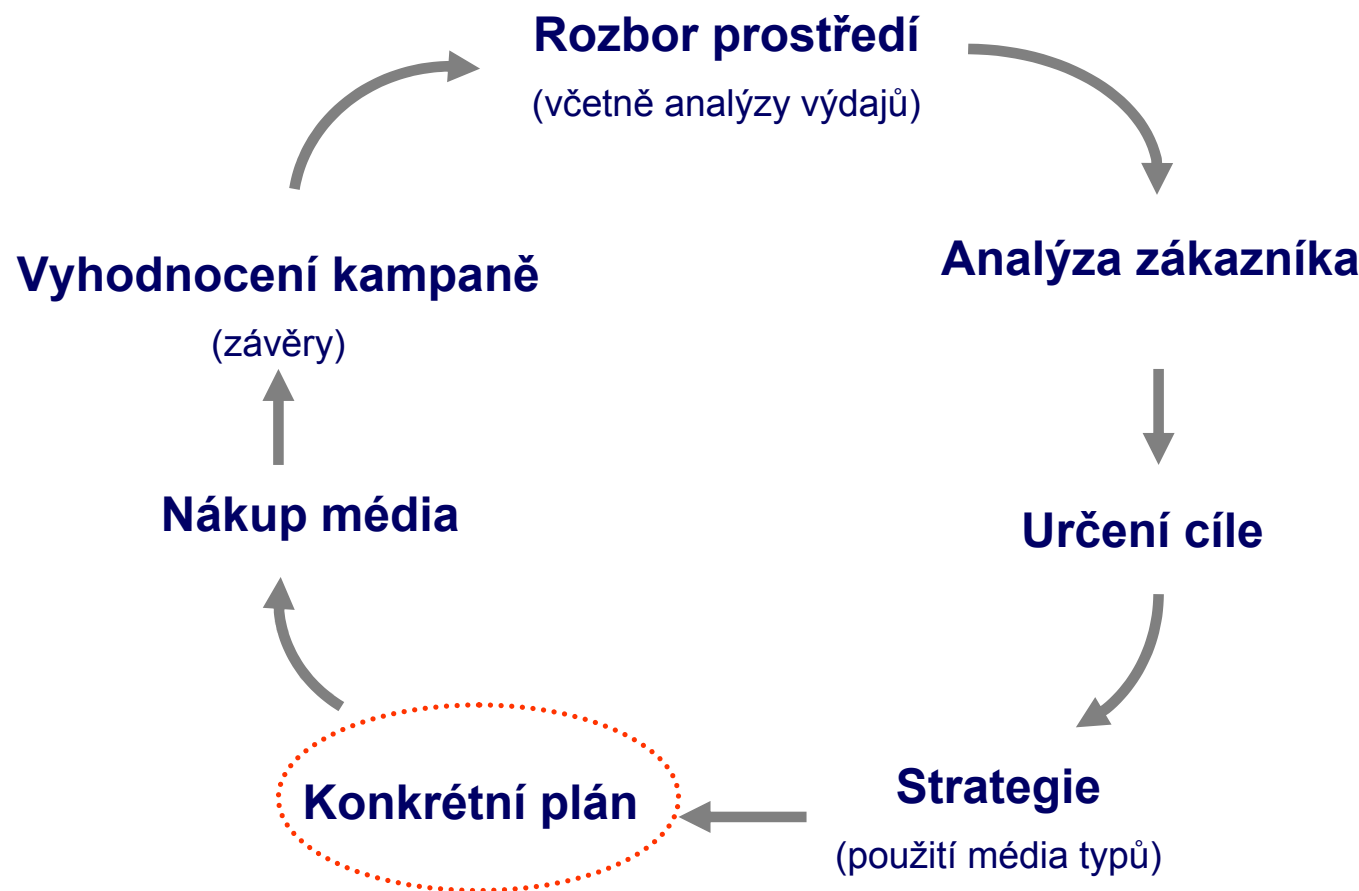 Rozbor prostředí
(včetně analýzy výdajů)
Analýza zákazníka
Určení cíle
Strategie
(použití média typů)
Konkrétní plán
Nákup média
Vyhodnocení kampaně
(závěry)